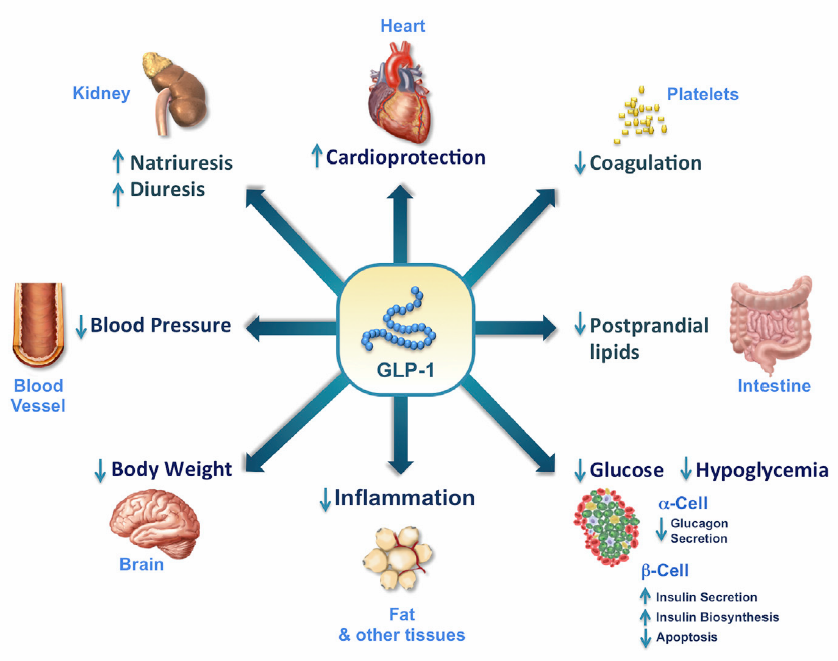 Heart
Kidney
Platelets
↑ Natriuresis
↑ Diuresis
↑ Cardioprotection
↓ Coagulation
↓ Blood Pressure
Blood
Vessel
GLP-1
↓ Postprandial
lipids
Intestine
↓ Body Weight
Brain
↓ Inflammation
Fat
& other tissues
↓ Glucose ↓ Hypoglycemia
α-Cell
↓ Glucagon
Secretion
β-Cell
↑ Insulin Secretion
↑ Insulin Biosynthesis
↓ Apoptosis